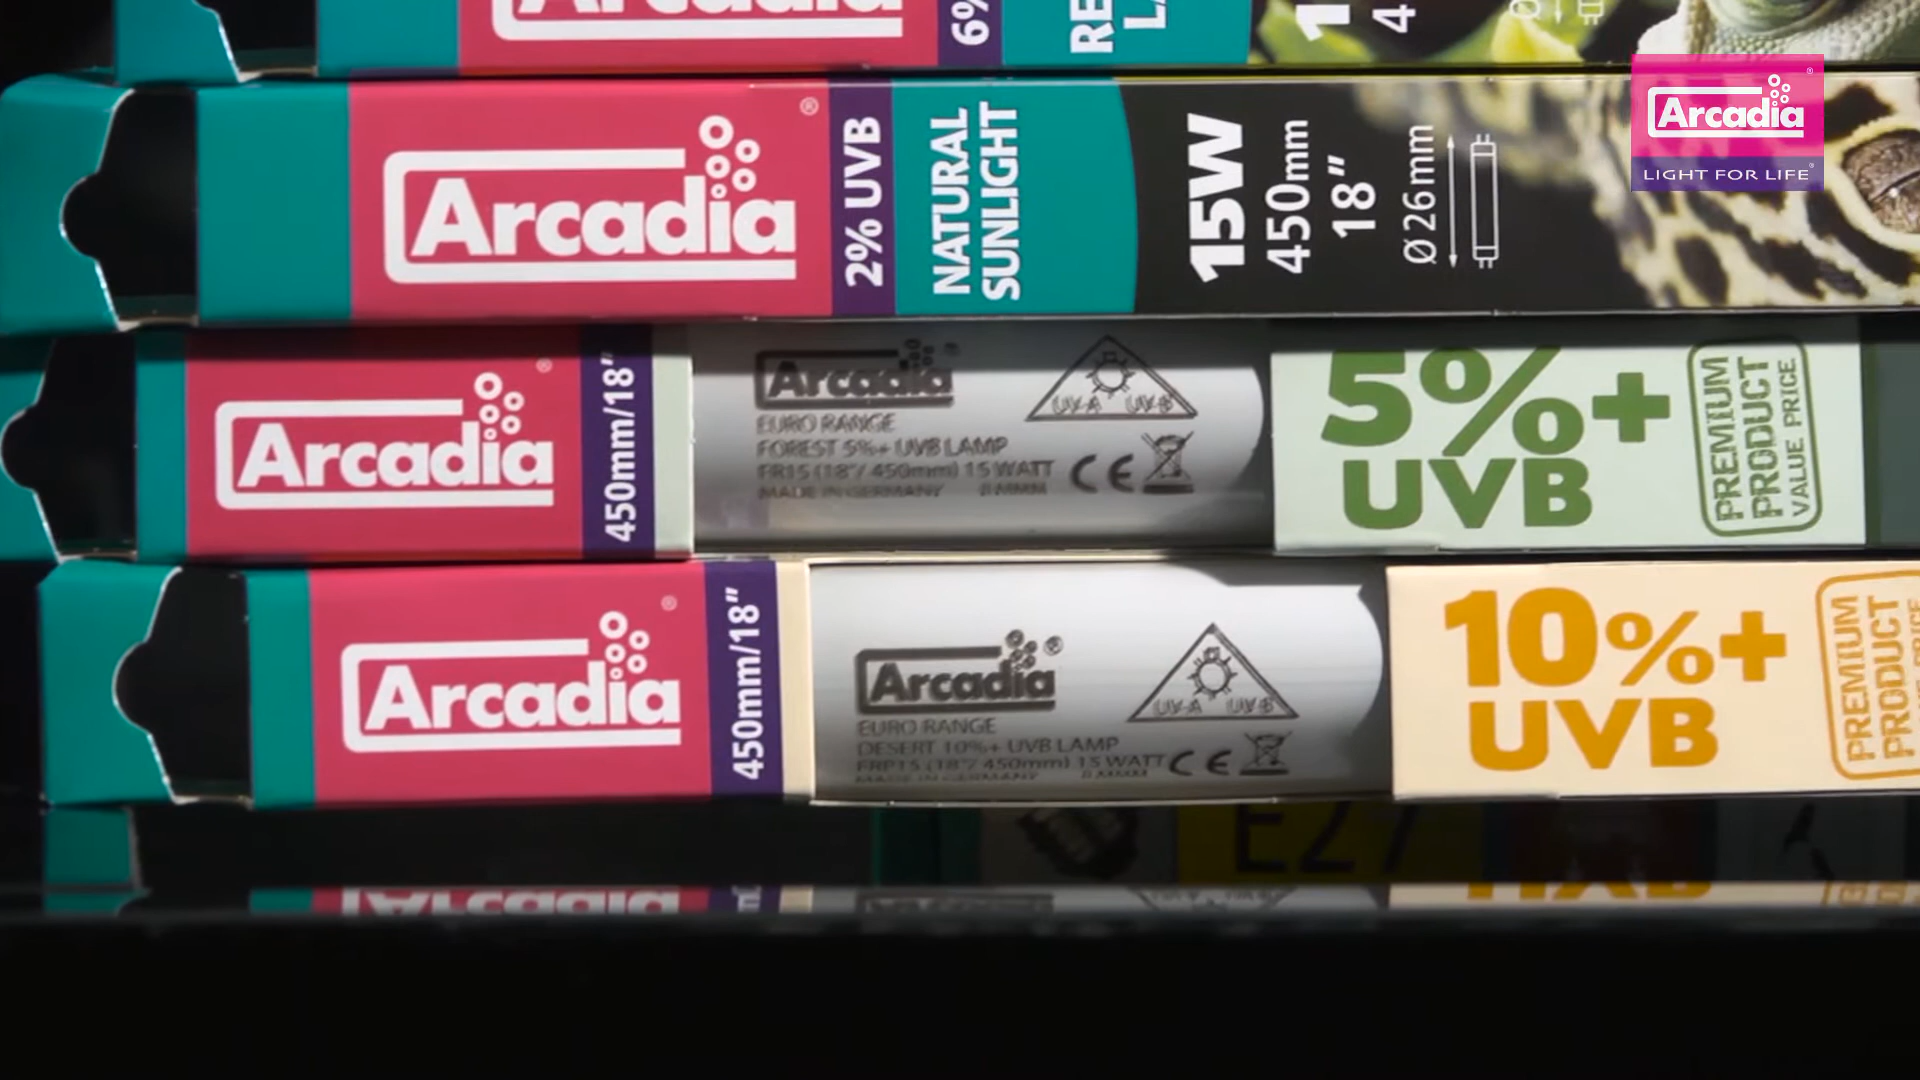 Arcadia
6%
RE
®
Arcadia
2% UVB
NATURAL
SUNLIGHT
15W
450mm
18”
Ø 26mm
Arcadia
®
LIGHT FOR LIFE
®
Arcadia
450mm/18”
Arcadia
UV-A UV-B
EURO RANGE
FOREST 5%+ UVB LAMP
FR15 (18"/ 450mm) 15 WATT
MADE IN GERMANY
CE
5%+
UVB
PREMIUM
PRODUCT
VALUE PRICE
®
Arcadia
450mm/18”
Arcadia ®
UV-A UV-B
EURO RANGE
DESERT 10%+ UVB LAMP
FRP15 (18"/ 450mm) 15 WATT
MADE IN GERMANY
CE
10%+
UVB
PREMIUM
PRODUCT
E27